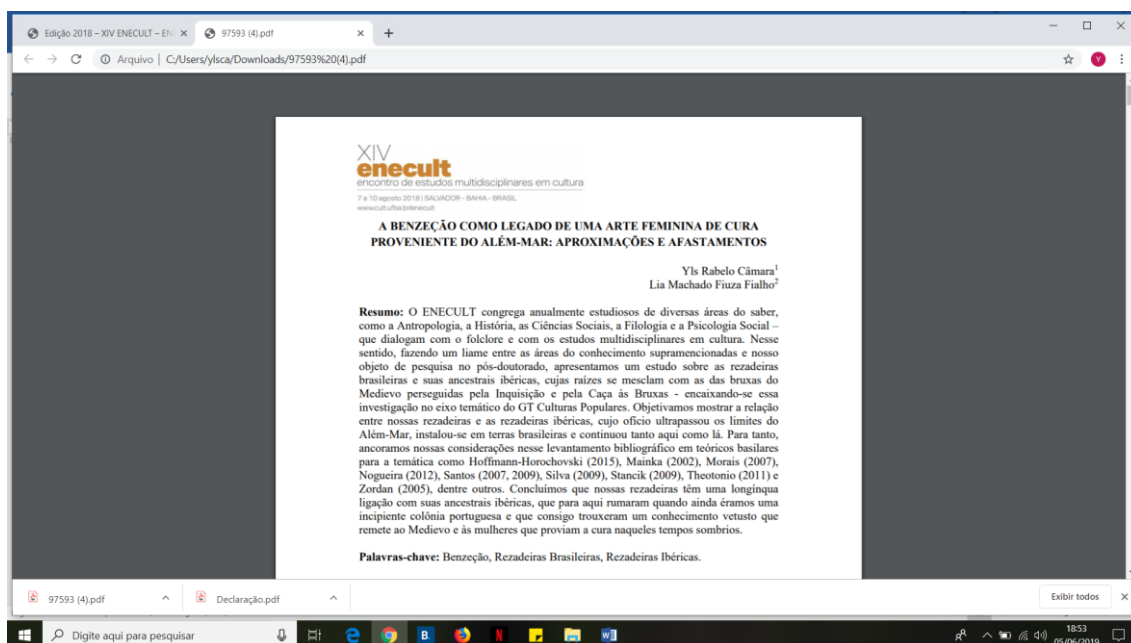 Edição 2018 – XIV ENECULT – EN
97593 (4).pdf
Arquivo | C:/Users/ylsca/Downloads/97593%20(4).pdf
Y
XIV
enecult
encontro de estudos multidisciplinares em cultura
7 a 10 agosto 2018 | SALVADOR - BAHIA - BRASIL
www.cult.ufba.br/enecult
A BENZEÇÃO COMO LEGADO DE UMA ARTE FEMININA DE CURA
PROVENIENTE DO ALÉM-MAR: APROXIMAÇÕES E AFASTAMENTOS
Yls Rabelo Câmara1
Lia Machado Fiuza Fialho2
Resumo: O ENECULT congrega anualmente estudiosos de diversas áreas do saber,
como a Antropologia, a História, as Ciências Sociais, a Filologia e a Psicologia Social –
que dialogam com o folclore e com os estudos multidisciplinares em cultura. Nesse
sentido, fazendo um liame entre as áreas do conhecimento supramencionadas e nosso
objeto de pesquisa no pós-doutorado, apresentamos um estudo sobre as rezadeiras
brasileiras e suas ancestrais ibéricas, cujas raízes se mesclam com as das bruxas do
Medievo perseguidas pela Inquisição e pela Caça às Bruxas - encaixando-se essa
investigação no eixo temático do GT Culturas Populares. Objetivamos mostrar a relação
entre nossas rezadeiras e as rezadeiras ibéricas, cujo ofício ultrapassou os limites do
Além-Mar, instalou-se em terras brasileiras e continuou tanto aqui como lá. Para tanto,
ancoramos nossas considerações nesse levantamento bibliográfico em teóricos basilares
para a temática como Hoffmann-Horochovski (2015), Mainka (2002), Morais (2007),
Nogueira (2012), Santos (2007, 2009), Silva (2009), Stancik (2009), Theotonio (2011) e
Zordan (2005), dentre outros. Concluímos que nossas rezadeiras têm uma longínqua
ligação com suas ancestrais ibéricas, que para aqui rumaram quando ainda éramos uma
incipiente colônia portuguesa e que consigo trouxeram um conhecimento vetusto que
remete ao Medievo e às mulheres que proviam a cura naqueles tempos sombrios.
Palavras-chave: Benzeção, Rezadeiras Brasileiras, Rezadeiras Ibéricas.
97593 (4).pdf
Declaração.pdf
Exibir todos
Digite aqui para pesquisar
B.
N
18:53
05/06/2019